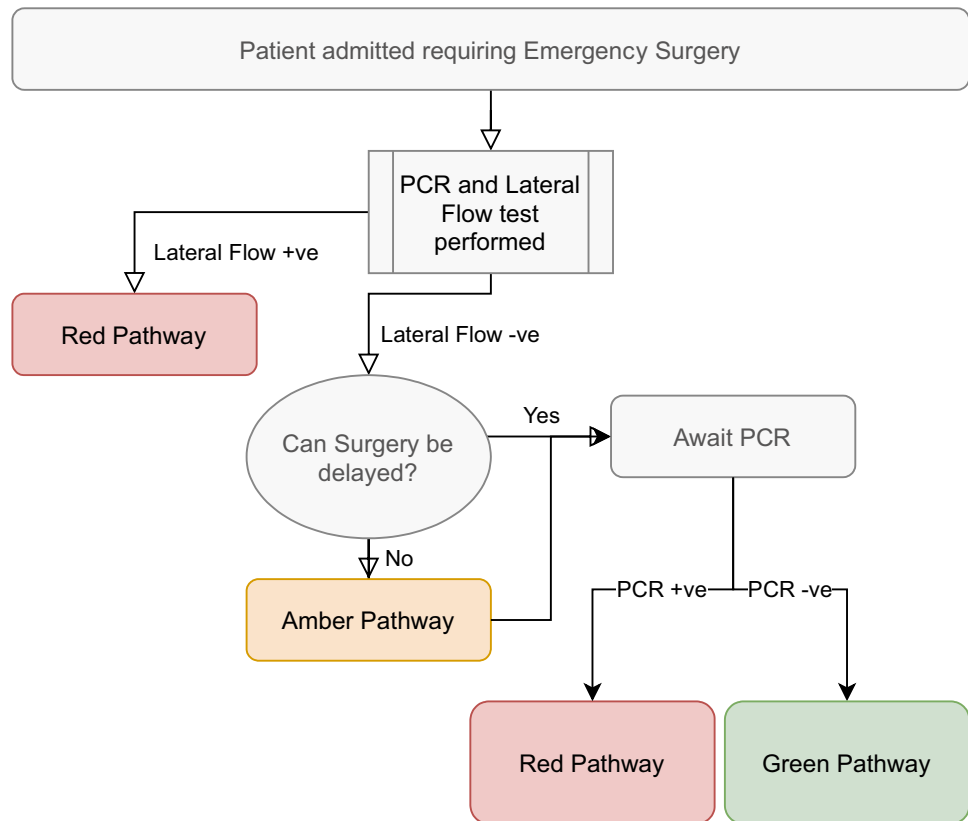 Patient admitted requiring Emergency Surgery
PCR and Lateral
Flow test
performed
Lateral Flow +ve
Red Pathway
Lateral Flow -ve
Can Surgery be
delayed?
Yes
Await PCR
No
Amber Pathway
PCR +ve
PCR -ve
Red Pathway
Green Pathway